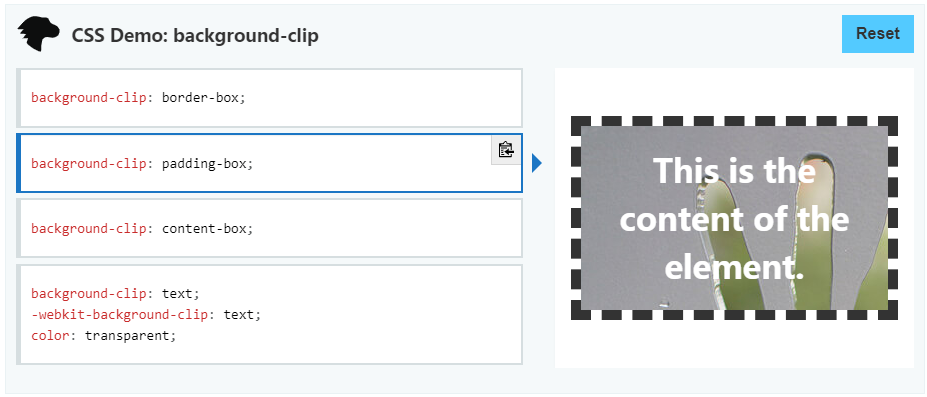 CSS Demo: background-clip
Reset
background-clip: border-box;
background-clip: padding-box;
background-clip: content-box;
background-clip: text;
-webkit-background-clip: text;
color: transparent;
This is the
content of the
element.